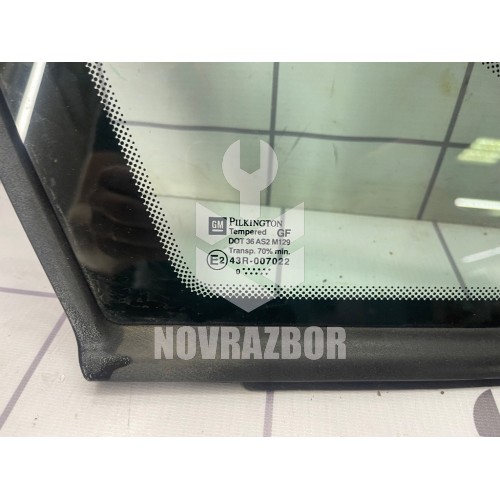 GM PILKINGTON
Tempered GF
DOT 36 AS2 M129
Transp. 70% min.
E2 43R-007022
NOVRAZBOR